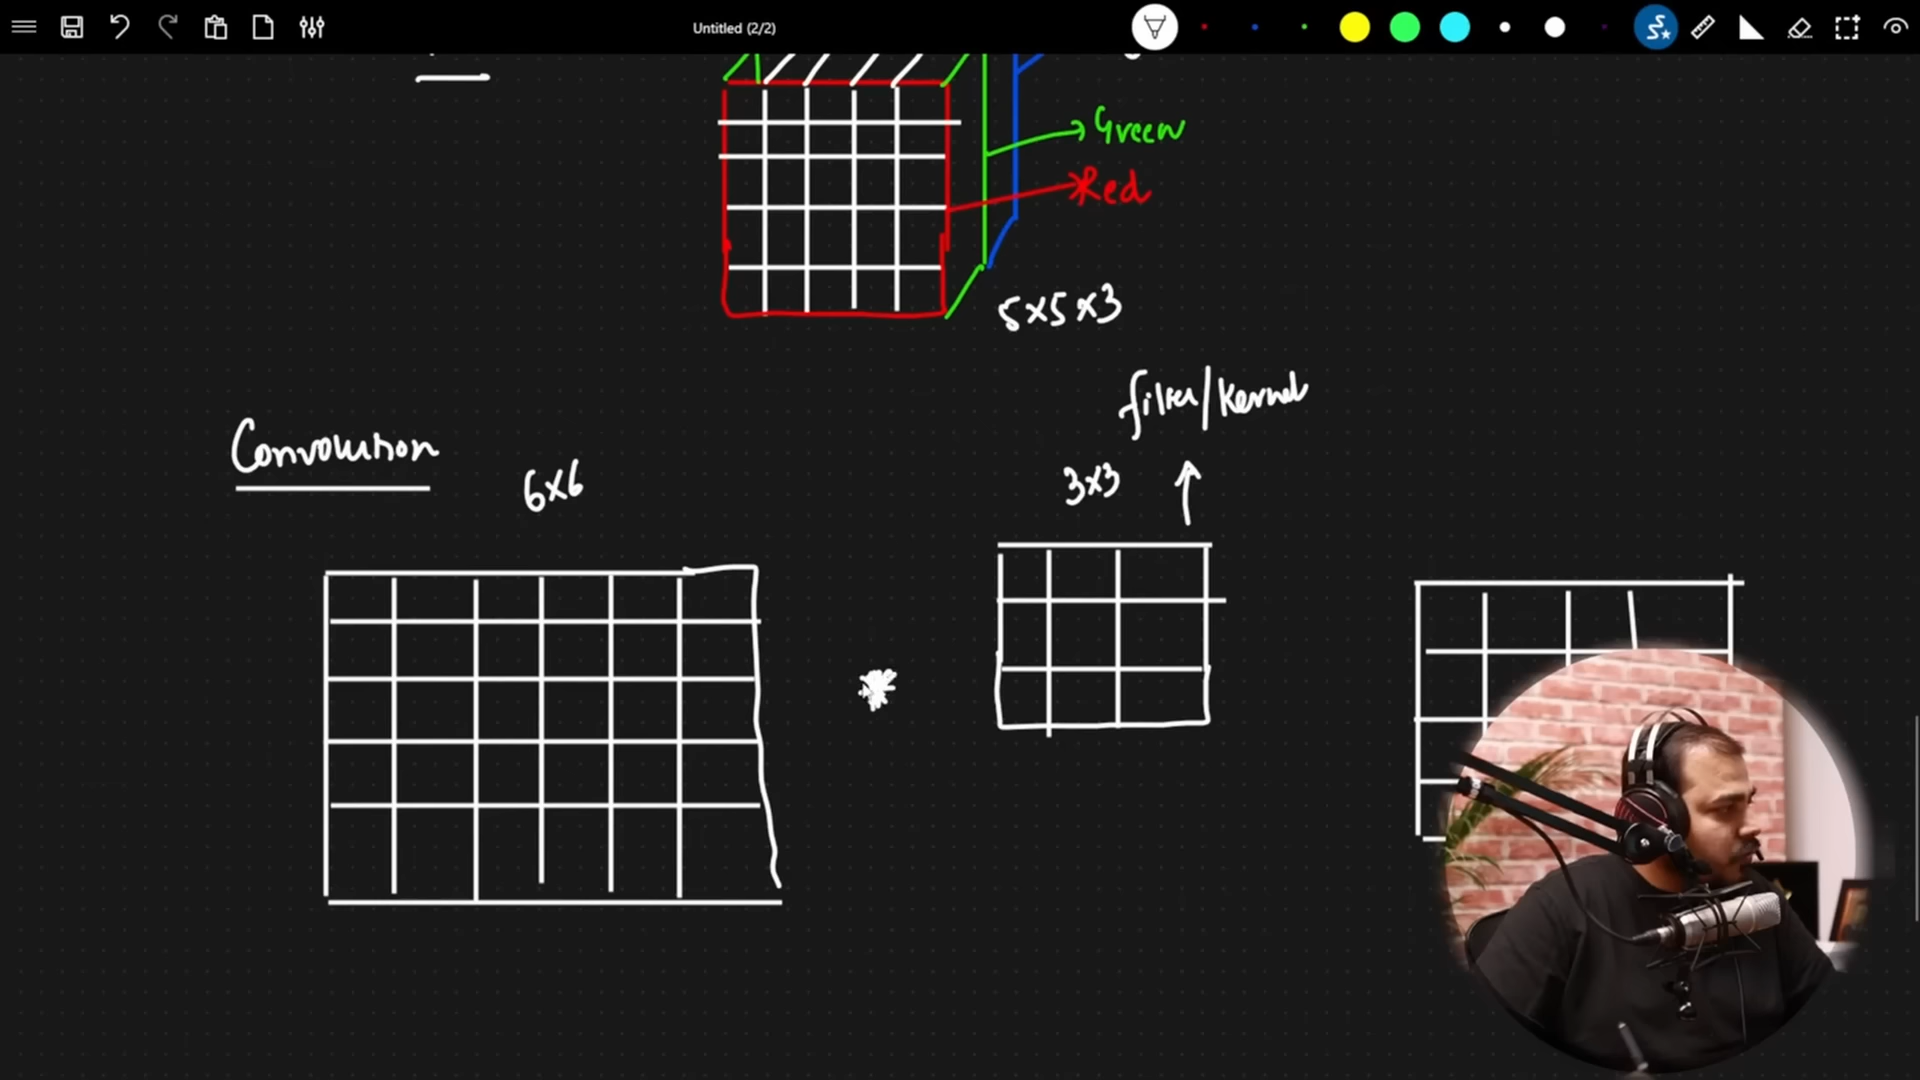 Untitled (2/2)
Green
Red
5x5x3
filter/kernel
Convolution
6x6
3x3